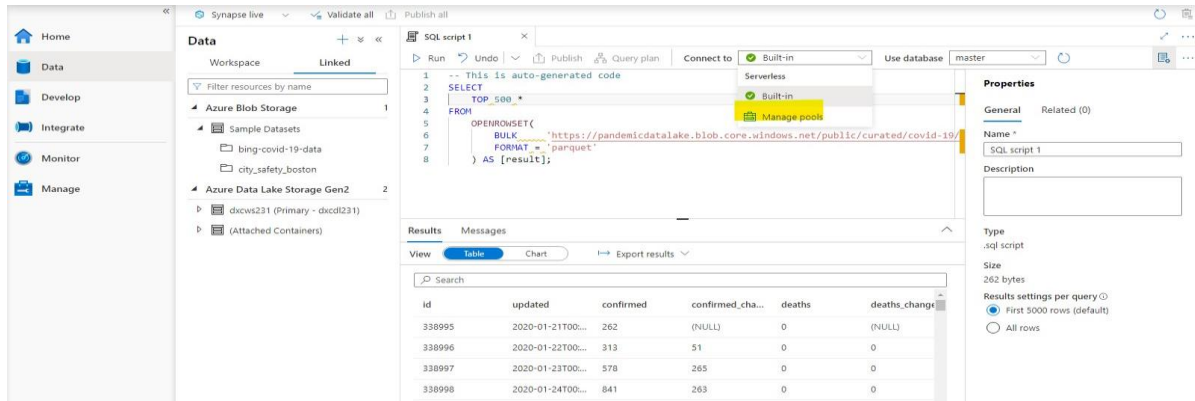 Synapse live
Validate all
Publish all
Home
Data
Develop
Integrate
Monitor
Manage
Data
Workspace
Linked
Filter resources by name
Azure Blob Storage 1
Sample Datasets
bing-covid-19-data
city_safety_boston
Azure Data Lake Storage Gen2 2
dxcws231 (Primary - dxcdl231)
(Attached Containers)
SQL script 1
Run Undo Publish Query plan Connect to Built-in Use database master
Serverless
Built-in
Manage pools
1 -- This is auto-generated code
2 SELECT
3 TOP 500 *
4 FROM
5 OPENROWSET(
6 BULK 'https://pandemicdatalake.blob.core.windows.net/public/curated/covid-19/
7 FORMAT = 'parquet'
8 ) AS [result];
Results Messages
View Table Chart Export results
Search
id updated confirmed confirmed_cha... deaths deaths_change
338995 2020-01-21T00:... 262 (NULL) 0 (NULL)
338996 2020-01-22T00:... 313 51 0 0
338997 2020-01-23T00:... 578 265 0 0
338998 2020-01-24T00:... 841 263 0 0
Properties
General Related (0)
Name *
SQL script 1
Description
Type
.sql script
Size
262 bytes
Results settings per query
First 5000 rows (default)
All rows